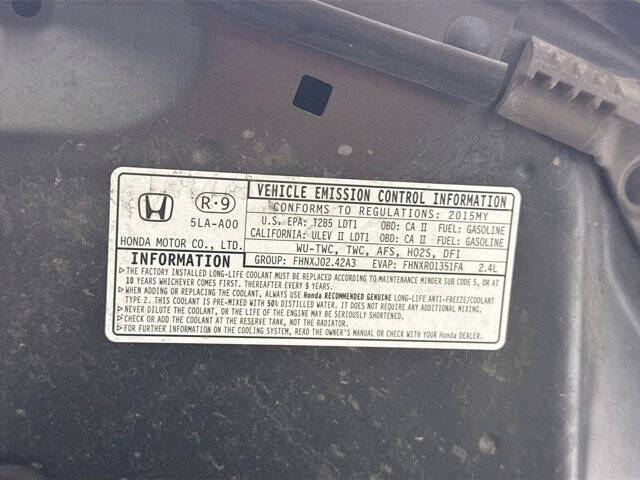 R·9
5LA-A00
HONDA MOTOR CO., LTD.
VEHICLE EMISSION CONTROL INFORMATION
CONFORMS TO REGULATIONS: 2015MY
U.S. EPA: T2B5 LDT1 OBD: CA II FUEL: GASOLINE
CALIFORNIA: ULEV II LDT1 OBD: CA II FUEL: GASOLINE
WU-TWC, TWC, AFS, HO2S, DFI
GROUP: FHNXJ02.42A3 EVAP: FHNXR0135IFA 2.4L
INFORMATION
▶THE FACTORY INSTALLED LONG-LIFE COOLANT MUST BE REPLACED ACCORDING TO MAINTENANCE MINDER SUB CODE 5, OR AT
10 YEARS WHICHEVER COMES FIRST. THEREAFTER EVERY 5 YEARS.
▶WHEN ADDING OR REPLACING THE COOLANT, ALWAYS USE Honda RECOMMENDED GENUINE LONG-LIFE ANTI-FREEZE/COOLANT
TYPE 2. THIS COOLANT IS PRE-MIXED WITH 50% DISTILLED WATER. IT DOES NOT REQUIRE ANY ADDITIONAL MIXING.
▶NEVER DILUTE THE COOLANT, OR THE LIFE OF THE ENGINE MAY BE SERIOUSLY SHORTENED.
▶CHECK OR ADD THE COOLANT AT THE RESERVE TANK, NOT THE RADIATOR.
▶FOR FURTHER INFORMATION ON THE COOLING SYSTEM, READ THE OWNER'S MANUAL OR CHECK WITH YOUR Honda DEALER.